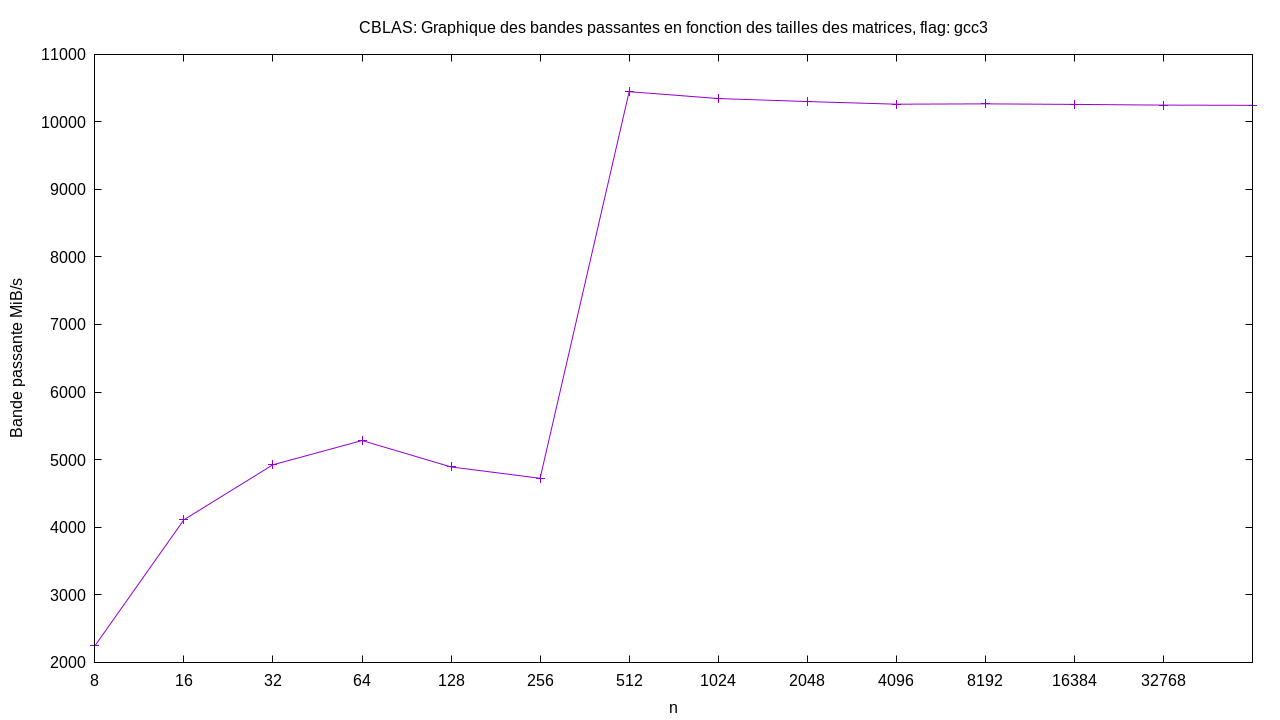 CBLAS: Graphique des bandes passantes en fonction des tailles des matrices, flag: gcc3
11000
10000
9000
8000
7000
6000
5000
4000
3000
2000
Bande passante MiB/s
8 16 32 64 128 256 512 1024 2048 4096 8192 16384 32768
n